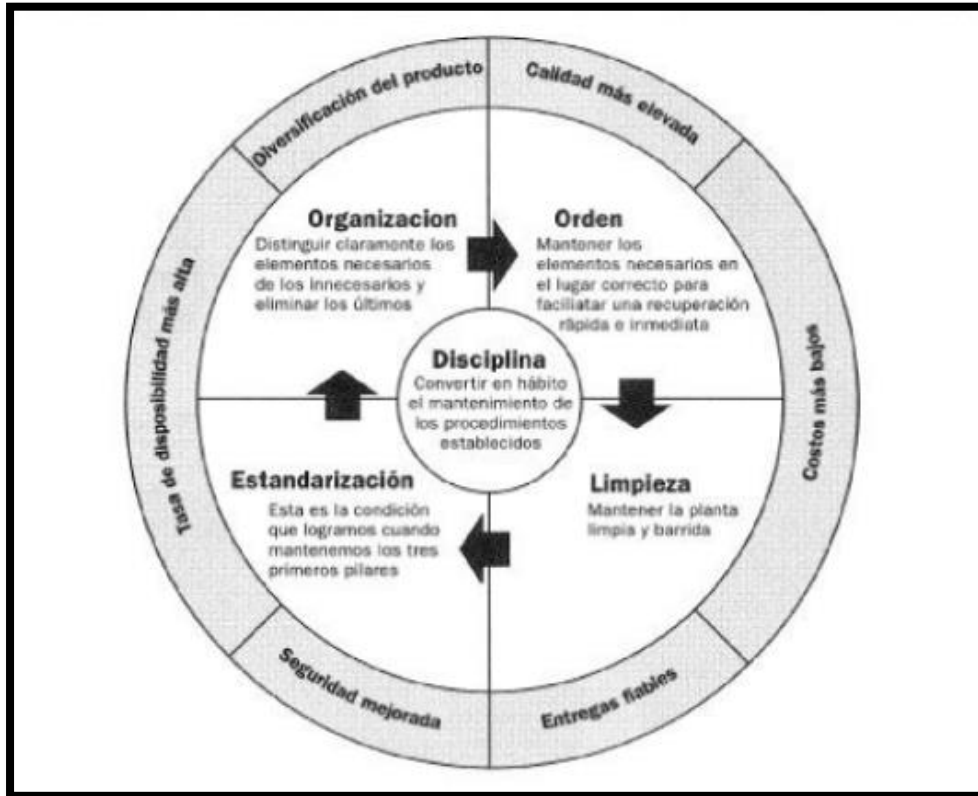 Diversificación del producto
Calidad más elevada
Tasa de disposibilidad más alta
Costos más bajos
Seguridad mejorada
Entregas fiables
Organizacion
Distinguir claramente los
elementos necesarios
de los innecesarios y
eliminar los últimos
Orden
Mantener los
elementos necesarios en
el lugar correcto para
faciliatar una recuperación
ràpida e inmediata
Disciplina
Convertir en hábito
el mantenimiento de
los procedimientos
establecidos
Estandarización
Esta es la condición
que logramos cuando
mantenemos los tres
primeros pilares
Limpieza
Mantener la planta
limpia y barrida